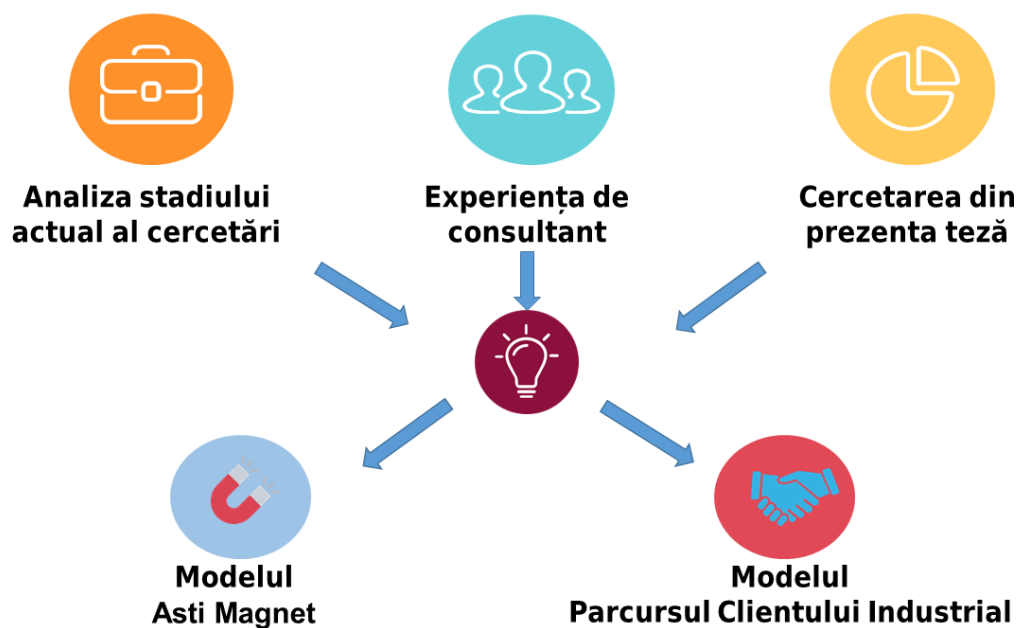 Analiza stadiului
actual al cercetări
Experiența de
consultant
Cercetarea din
prezenta teză
Modelul
Asti Magnet
Modelul
Parcursul Clientului Industrial